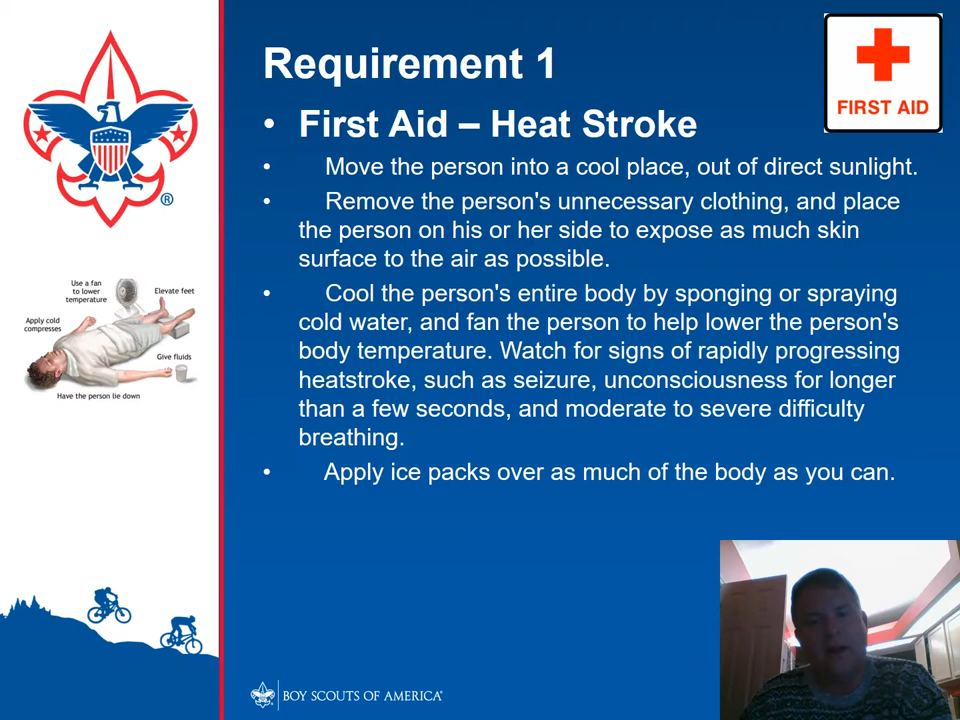 Requirement 1
FIRST AID
• First Aid – Heat Stroke
• Move the person into a cool place, out of direct sunlight.
• Remove the person's unnecessary clothing, and place
the person on his or her side to expose as much skin
surface to the air as possible.
• Cool the person's entire body by sponging or spraying
cold water, and fan the person to help lower the person's
body temperature. Watch for signs of rapidly progressing
heatstroke, such as seizure, unconsciousness for longer
than a few seconds, and moderate to severe difficulty
breathing.
• Apply ice packs over as much of the body as you can.
®
Use a fan
to lower
temperature
Elevate feet
Apply cold
compresses
Give fluids
Have the person lie down
BOY SCOUTS OF AMERICA®